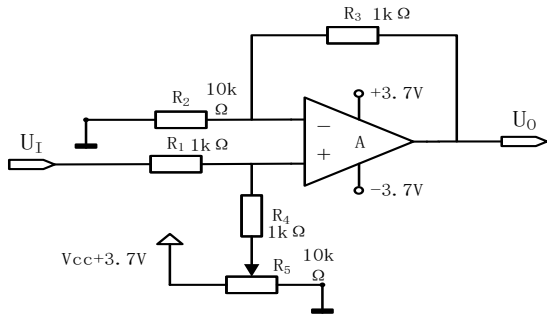 R3 1kΩ
10k
Ω
R2
+3.7V
UI
R1 1kΩ
−
+
A
UO
R4
1kΩ
−3.7V
Vcc+3.7V
R5
10k
Ω